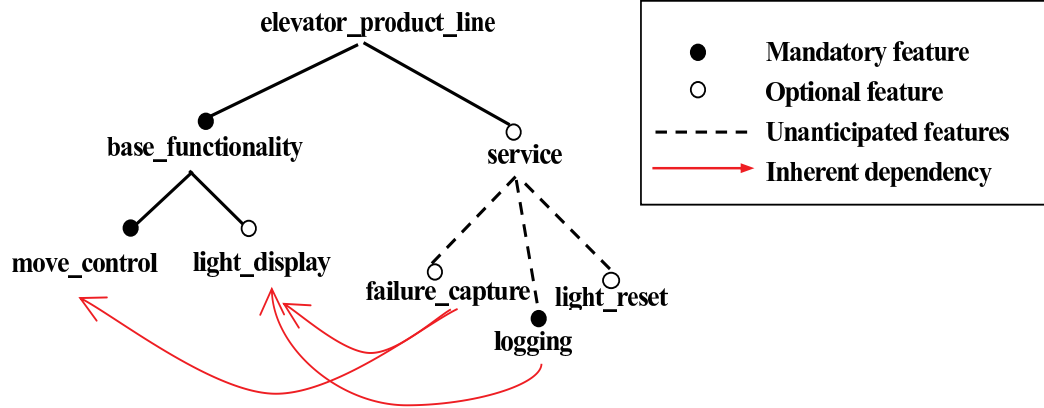 elevator_product_line
Mandatory feature
Optional feature
Unanticipated features
Inherent dependency
base_functionality
service
move_control
light_display
failure_capture
light_reset
logging